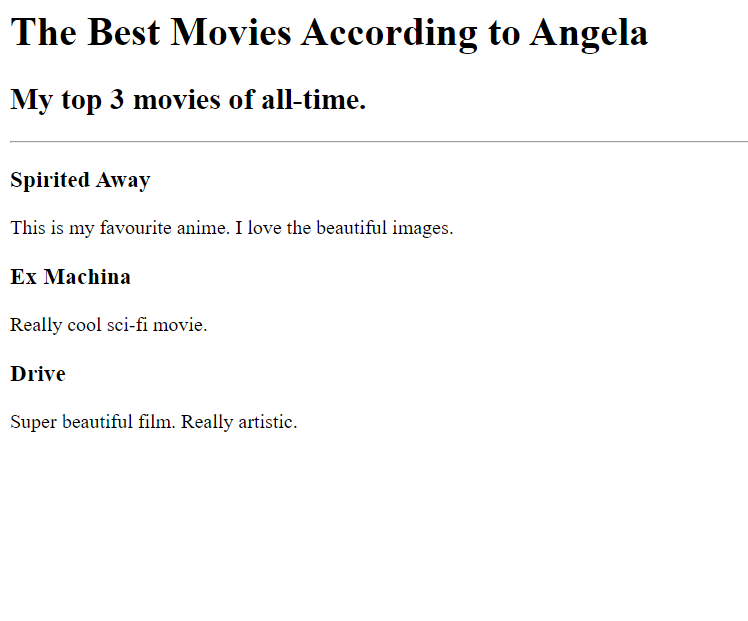 The Best Movies According to Angela
My top 3 movies of all-time.
Spirited Away
This is my favourite anime. I love the beautiful images.
Ex Machina
Really cool sci-fi movie.
Drive
Super beautiful film. Really artistic.